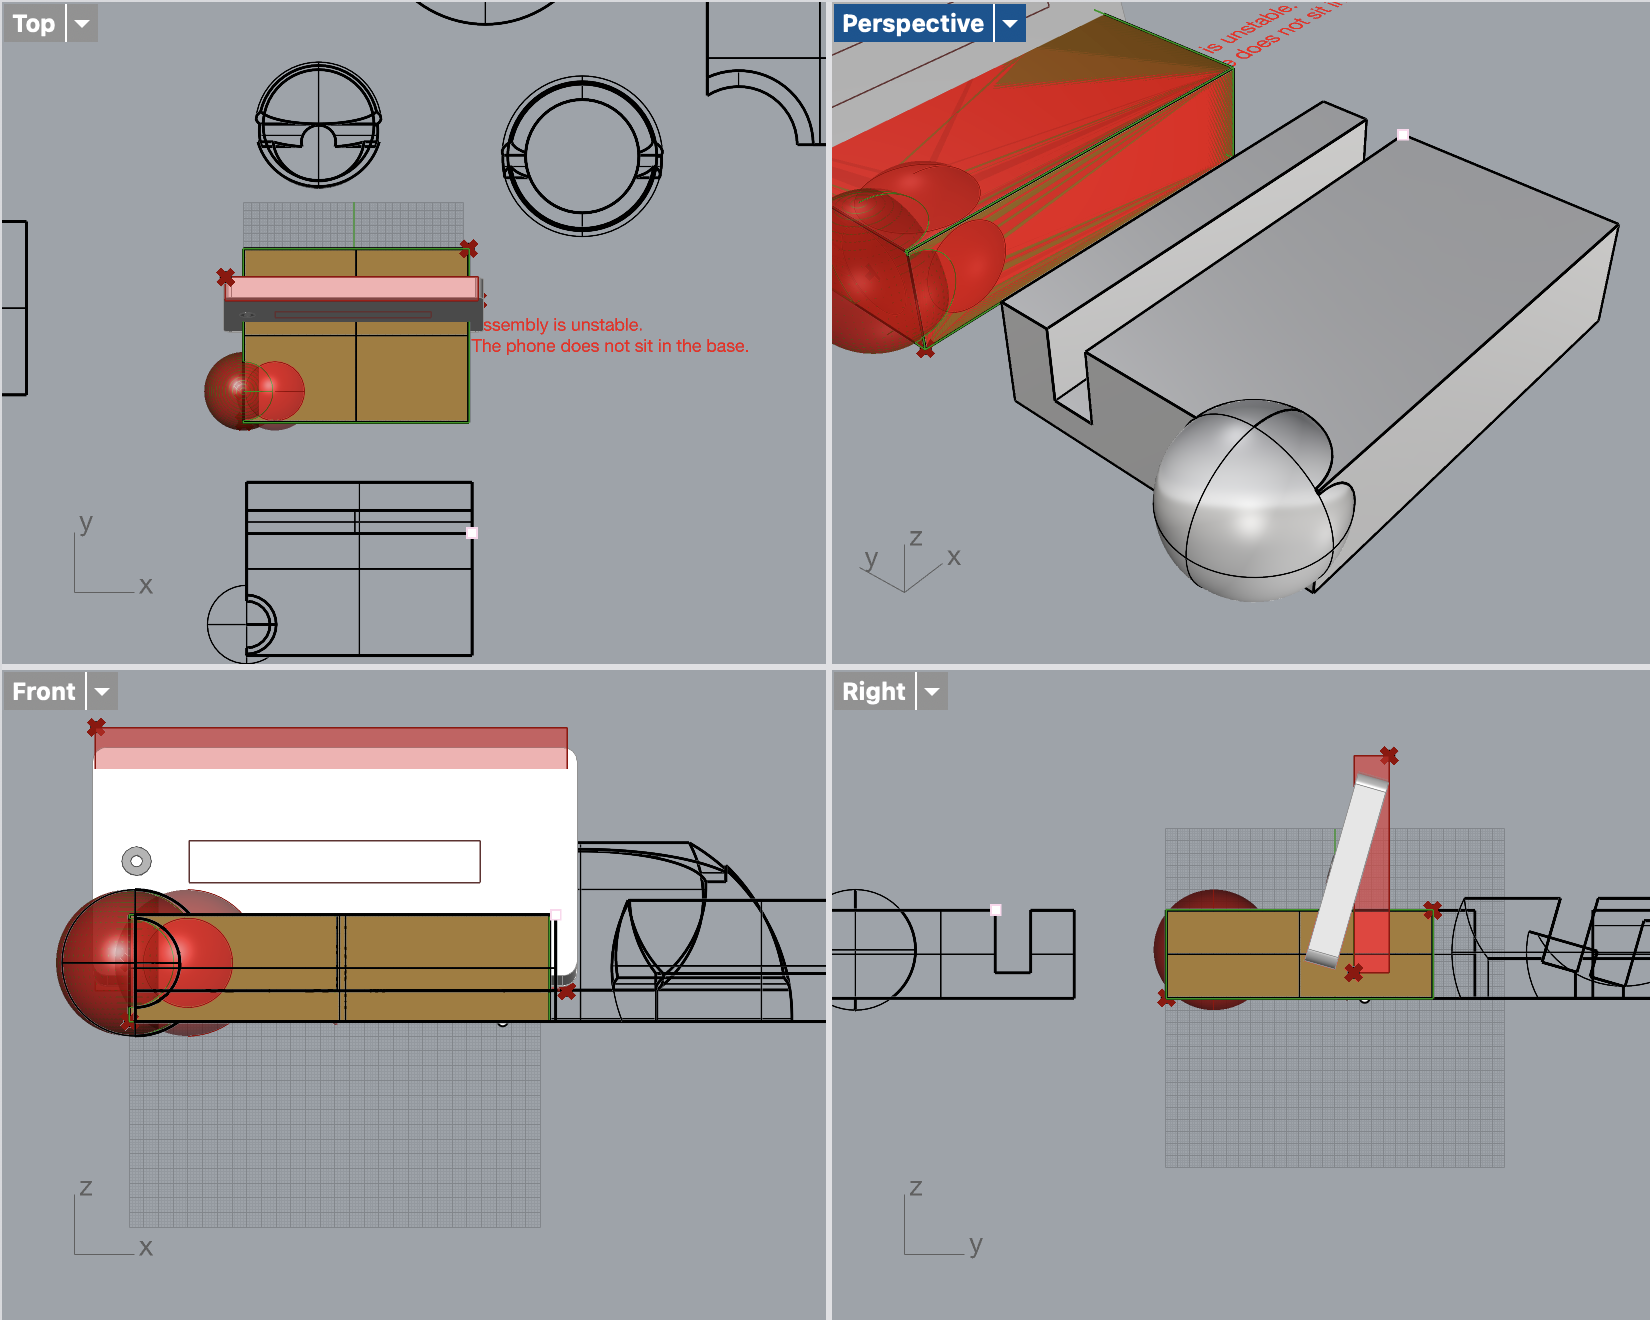 Top
ssembly is unstable.
The phone does not sit in the base.
y
x
Perspective
is unstable.
does not sit i
z
y
x
Front
z
x
Right
z
y